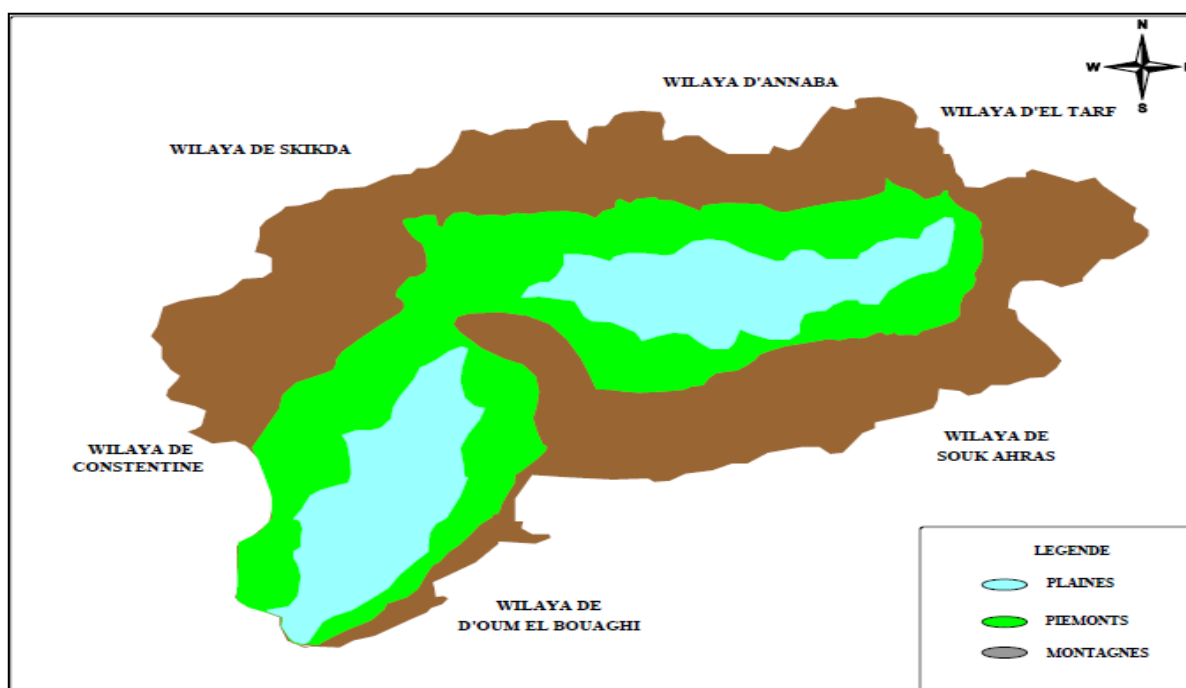 N
W
S
WILAYA D'ANNABA
WILAYA D'EL TARF
WILAYA DE SKIKDA
WILAYA DE
CONSTENTINE
WILAYA DE
SOUK AHRAS
WILAYA DE
D'OUM EL BOUAGHI
LEGENDE
PLAINES
PIEMONTS
MONTAGNES